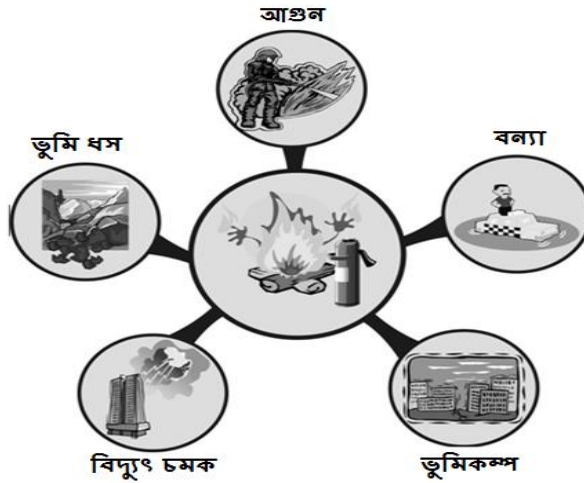 আগুন
ভুমি ধস
বন্যা
বিদ্যুৎ চমক
ভুমিকম্প